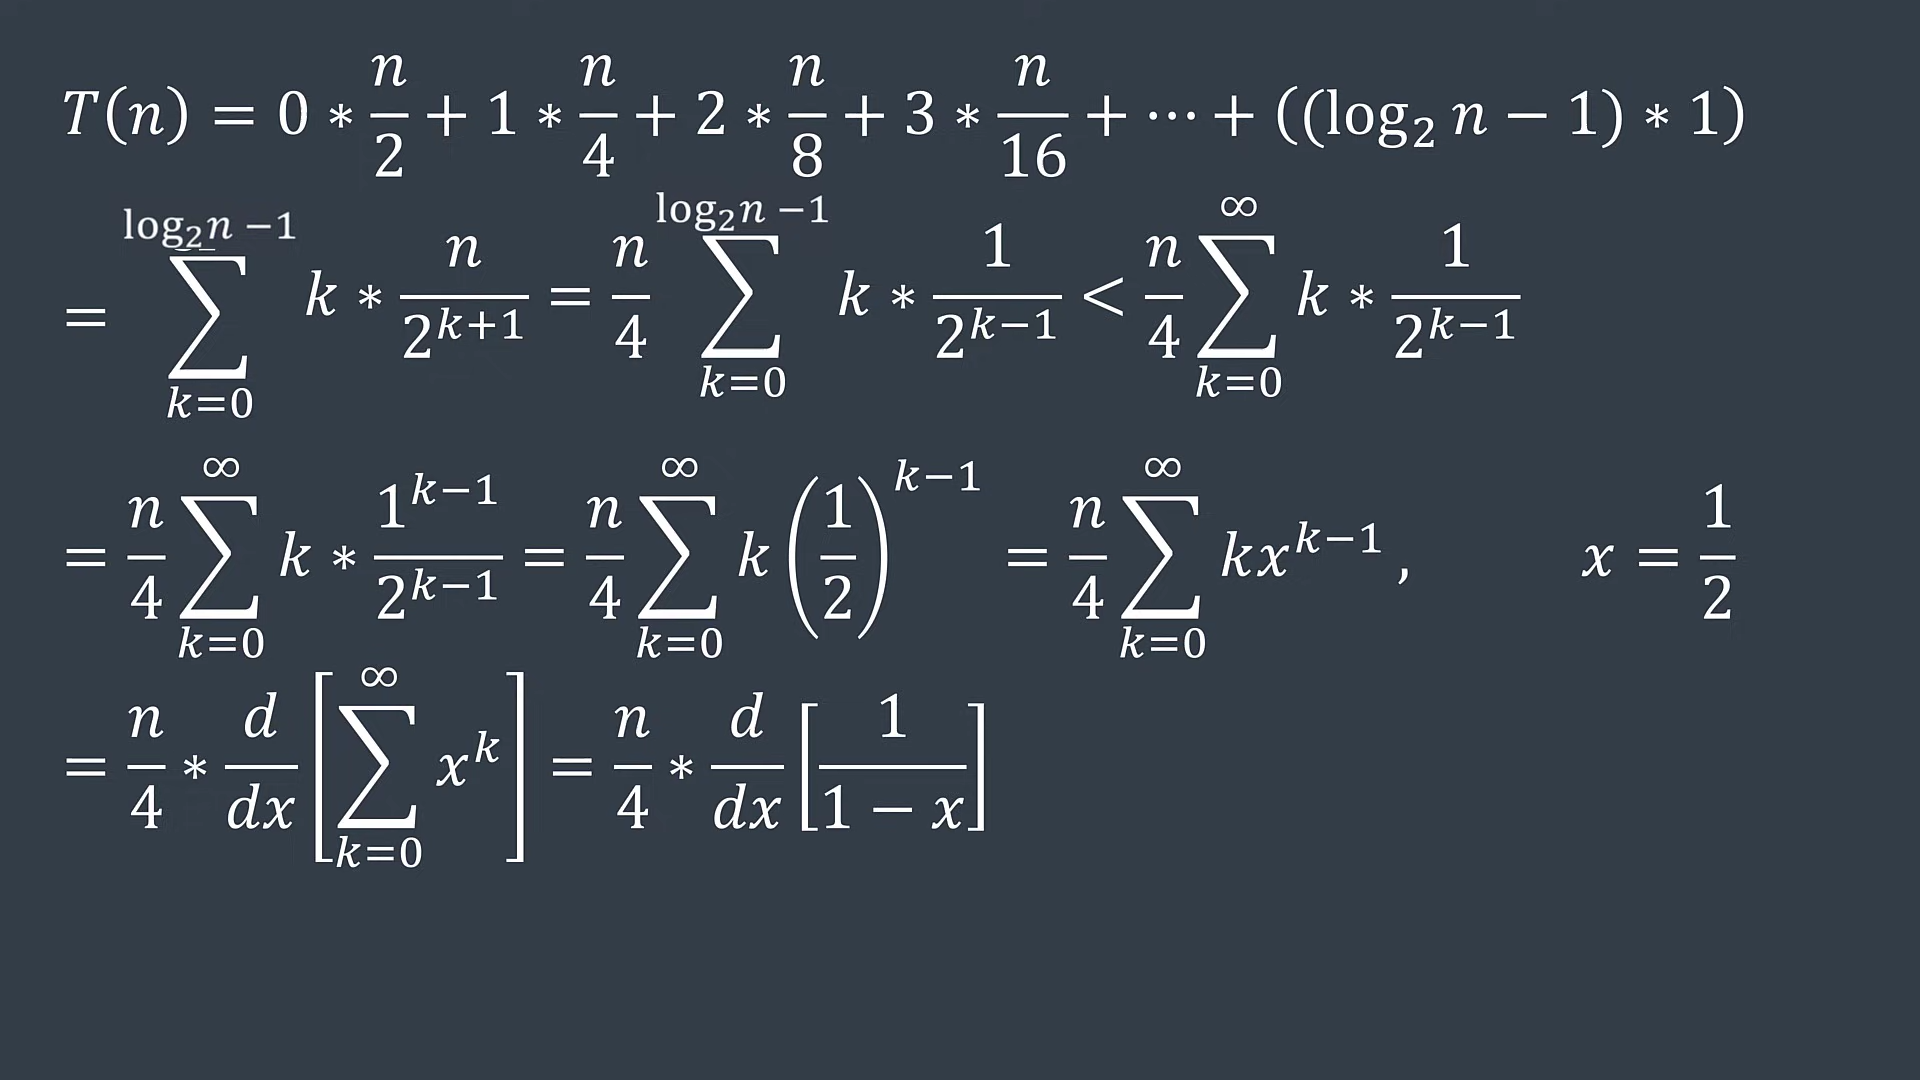 T(n) = 0 * n/2 + 1 * n/4 + 2 * n/8 + 3 * n/16 + ⋯ + ((log₂ n − 1) * 1)
= ∑_{k=0}^{log₂n −1} k * n/2^{k+1} = n/4 ∑_{k=0}^{log₂n −1} k * 1/2^{k−1} < n/4 ∑_{k=0}^{∞} k * 1/2^{k−1}
= n/4 ∑_{k=0}^{∞} k * 1^{k−1}/2^{k−1} = n/4 ∑_{k=0}^{∞} k (1/2)^{k−1} = n/4 ∑_{k=0}^{∞} kx^{k−1} , x = 1/2
= n/4 * d/dx [∑_{k=0}^{∞} x^k] = n/4 * d/dx [1/(1 − x)]